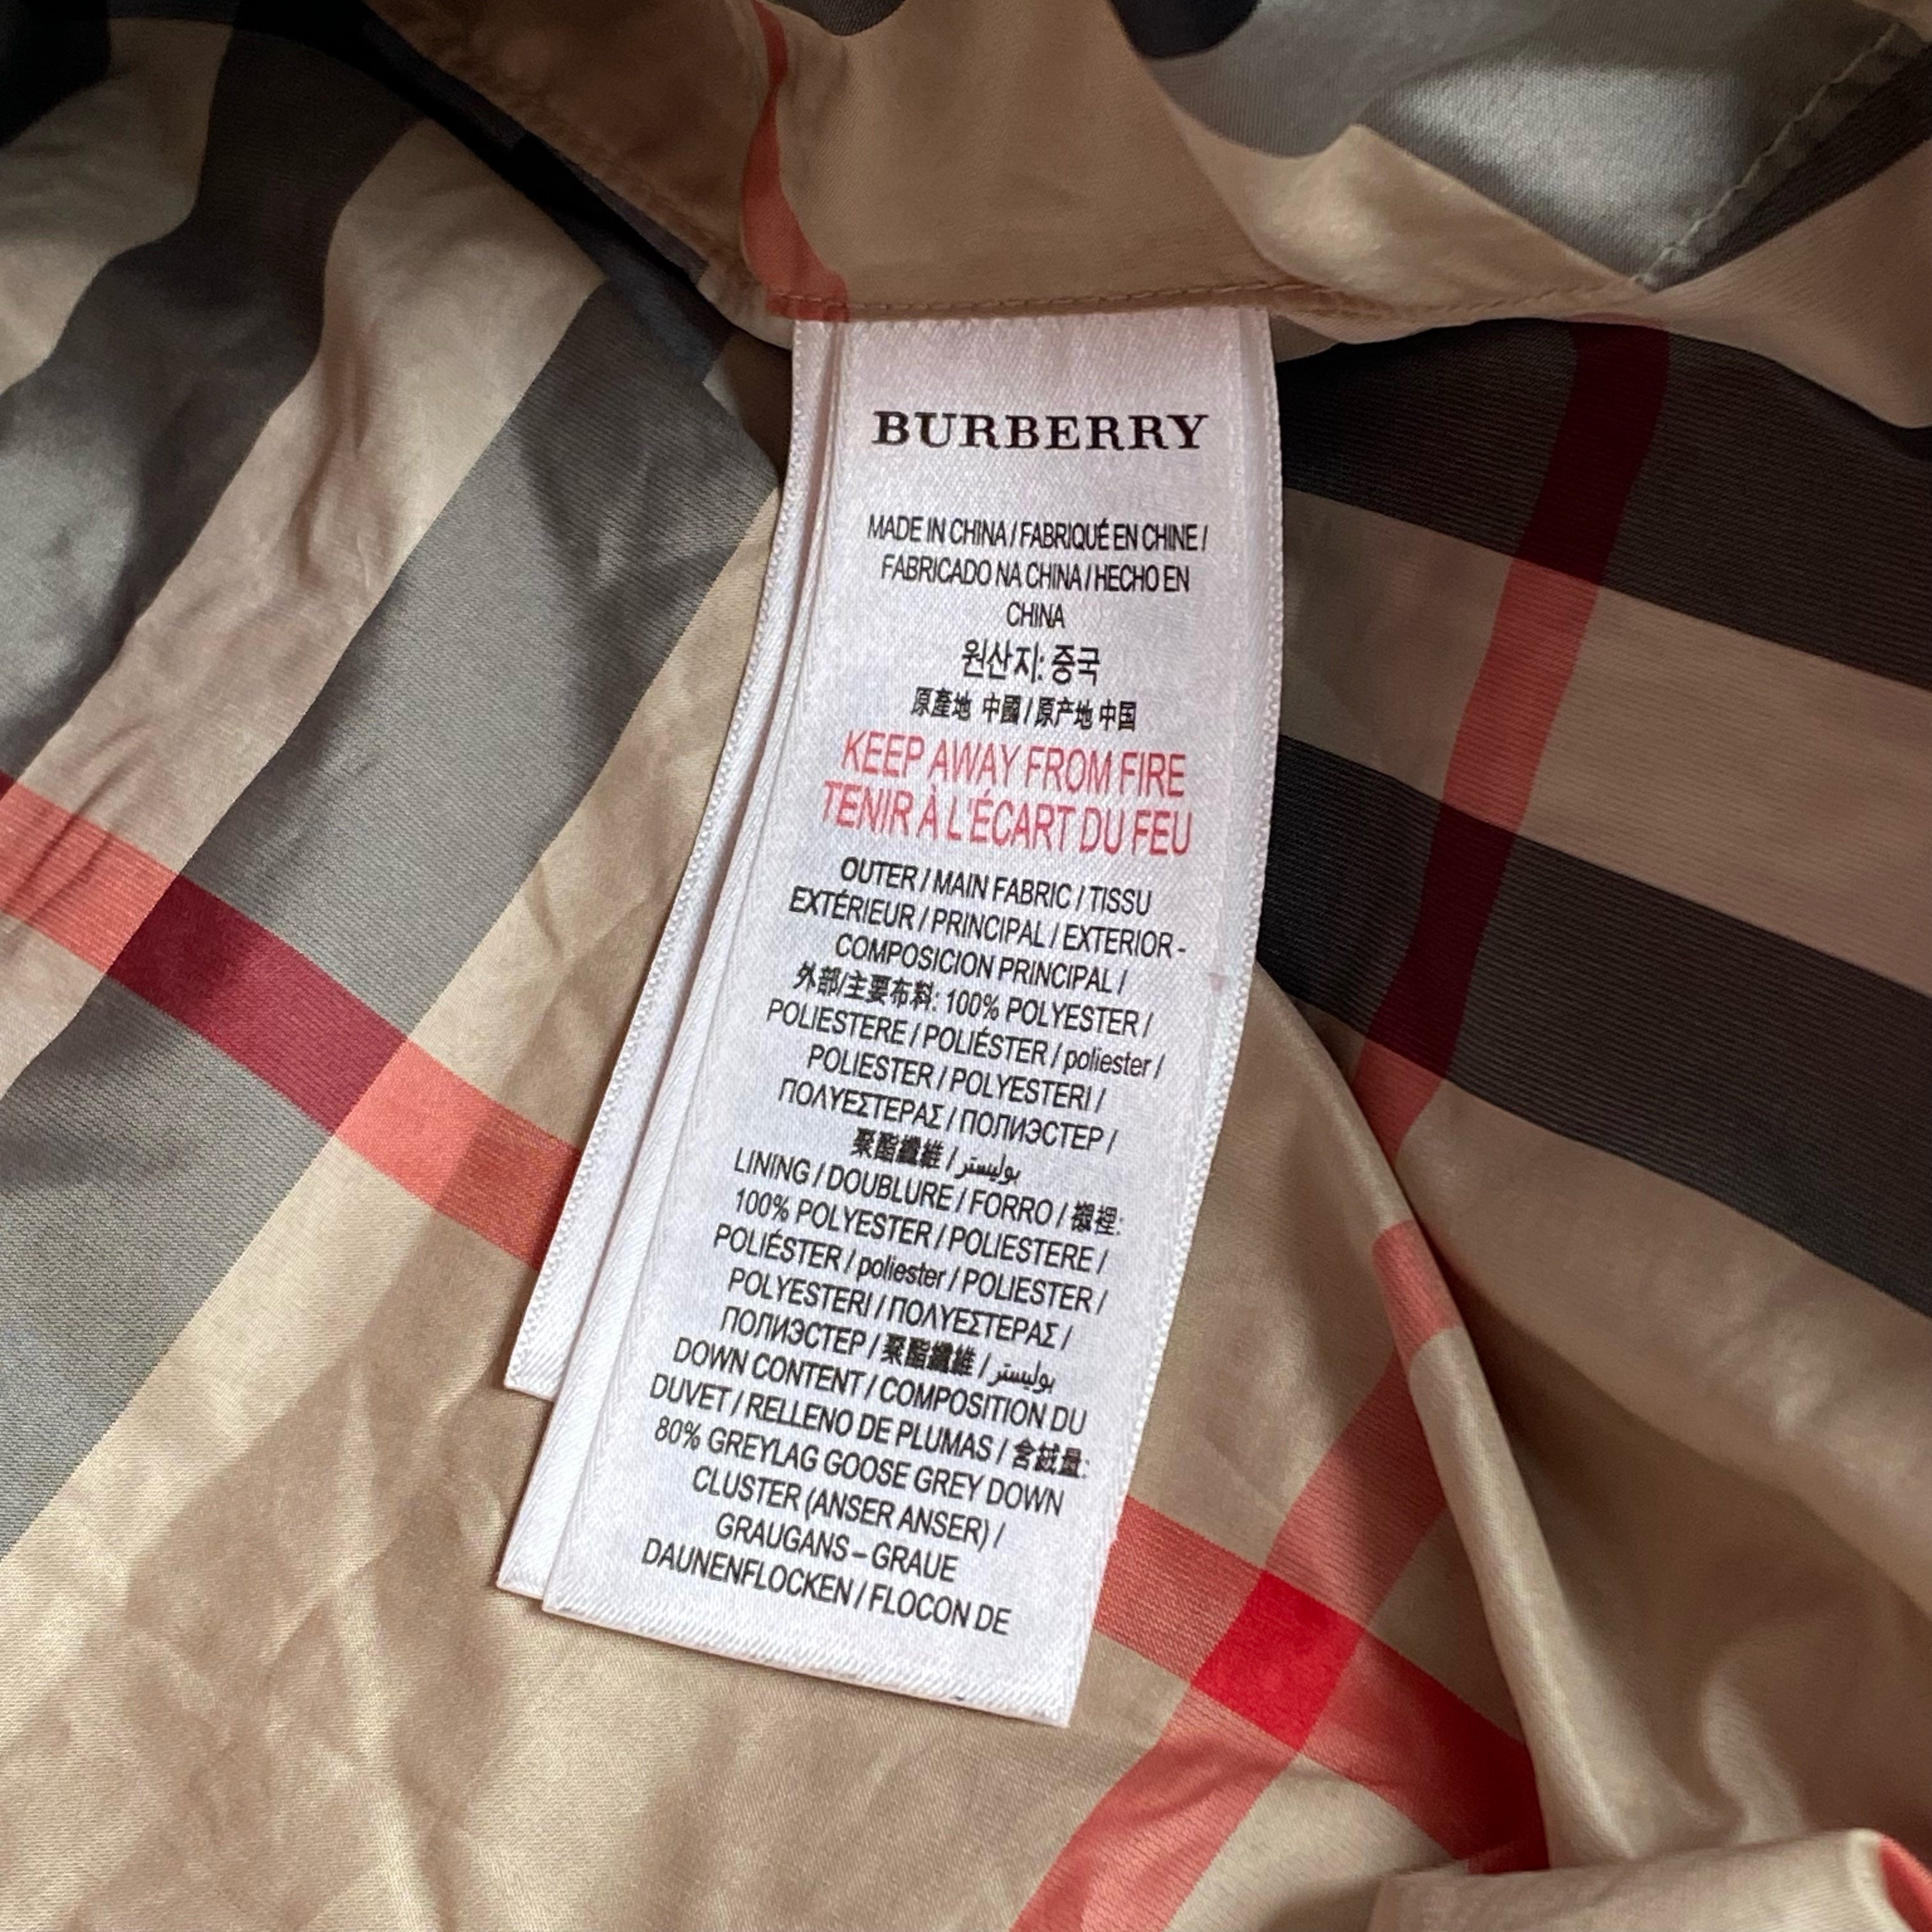 BURBERRY
MADE IN CHINA / FABRIQUÉ EN CHINE /
FABRICADO NA CHINA / HECHO EN
CHINA
원산지: 중국
原產地 中國 / 原产地 中国
KEEP AWAY FROM FIRE
TENIR À L'ÉCART DU FEU
OUTER / MAIN FABRIC / TISSU
EXTÉRIEUR / PRINCIPAL / EXTERIOR -
COMPOSICION PRINCIPAL /
外部/主要布料: 100% POLYESTER /
POLIESTERE / POLIÉSTER / poliester /
POLIESTER / POLYESTERI /
ΠΟΛΥΕΣΤΕΡΑΣ / ПОЛИЭСТЕР /
聚酯纖維 / بوليستر
LINING / DOUBLURE / FORRO / 襯裡:
100% POLYESTER / POLIESTERE /
POLIÉSTER / poliester / POLIESTER /
POLYESTERI / ΠΟΛΥΕΣΤΕΡΑΣ /
ПОЛИЭСТЕР / 聚酯纖維 / بوليستر
DOWN CONTENT / COMPOSITION DU
DUVET / RELLENO DE PLUMAS / 含絨量:
80% GREYLAG GOOSE GREY DOWN
CLUSTER (ANSER ANSER) /
GRAUGANS – GRAUE
DAUNENFLOCKEN / FLOCON DE